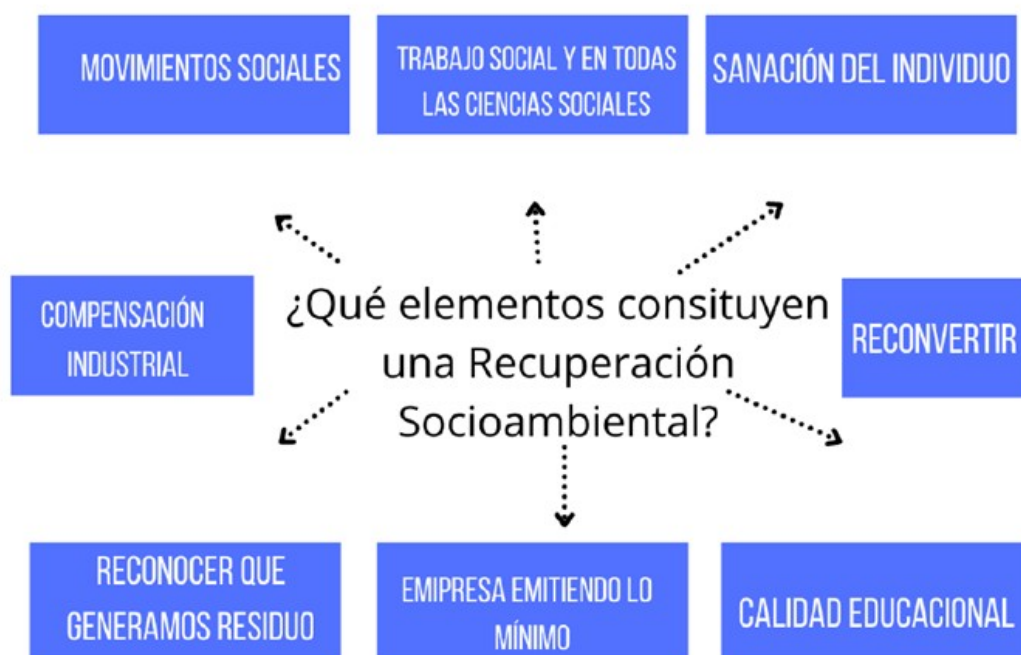 MOVIMIENTOS SOCIALES
TRABAJO SOCIAL Y EN TODAS
LAS CIENCIAS SOCIALES
SANACIÓN DEL INDIVIDUO
COMPENSACIÓN
INDUSTRIAL
¿Qué elementos consituyen
una Recuperación
Socioambiental?
RECONVERTIR
RECONOCER QUE
GENERAMOS RESIDUO
EMIPRESA EMITIENDO LO
MÍNIMO
CALIDAD EDUCACIONAL